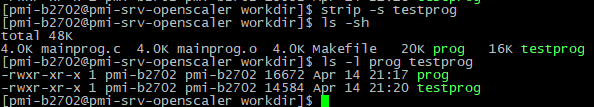 [pmi-b2702@pmi-srv-openscaler workdir]$ strip -s testprog
[pmi-b2702@pmi-srv-openscaler workdir]$ ls -sh
total 48K
4.0K mainprog.c  4.0K mainprog.o  4.0K Makefile   20K prog   16K testprog
[pmi-b2702@pmi-srv-openscaler workdir]$ ls -l prog testprog
-rwxr-xr-x 1 pmi-b2702 pmi-b2702 16672 Apr 14 21:17 prog
-rwxr-xr-x 1 pmi-b2702 pmi-b2702 14584 Apr 14 21:20 testprog
[pmi-b2702@pmi-srv-openscaler workdir]$